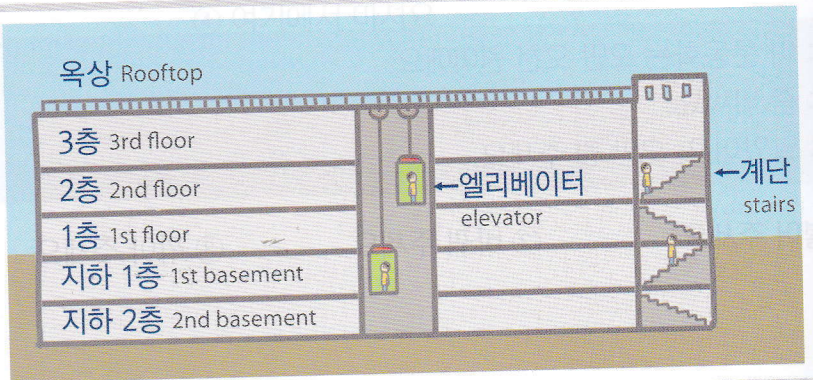 옥상 Rooftop
3층 3rd floor
2층 2nd floor
←엘리베이터
elevator
←계단
stairs
1층 1st floor
지하 1층 1st basement
지하 2층 2nd basement